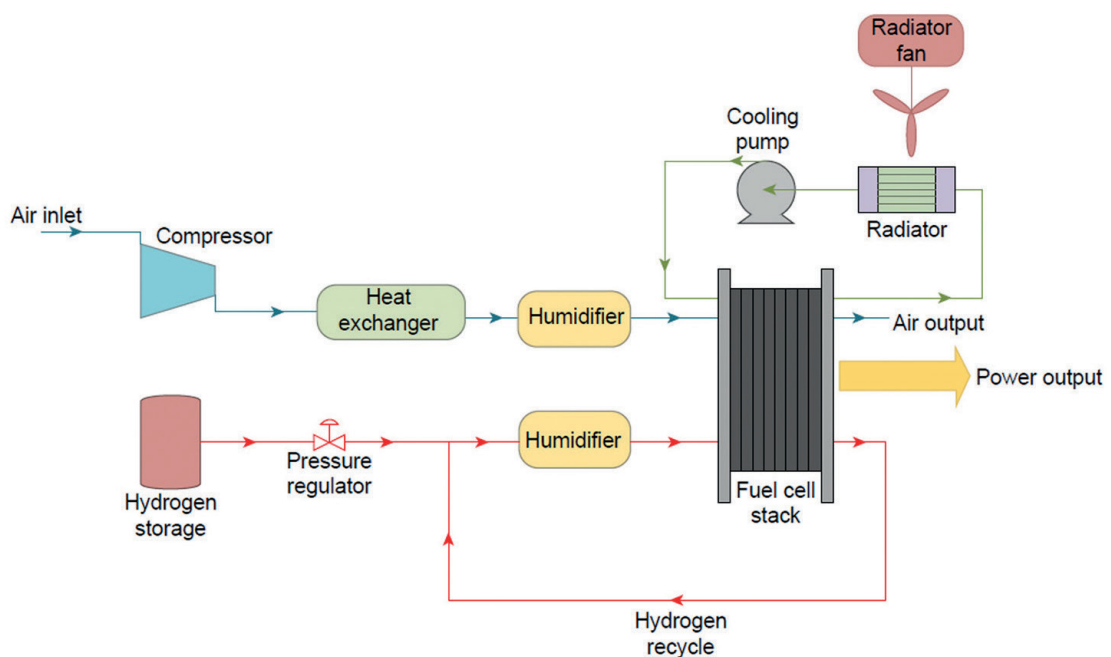 Radiator
fan
Cooling
pump
Air inlet
Compressor
Radiator
Heat
exchanger
Humidifier
Air output
Power output
Humidifier
Pressure
regulator
Hydrogen
storage
Fuel cell
stack
Hydrogen
recycle